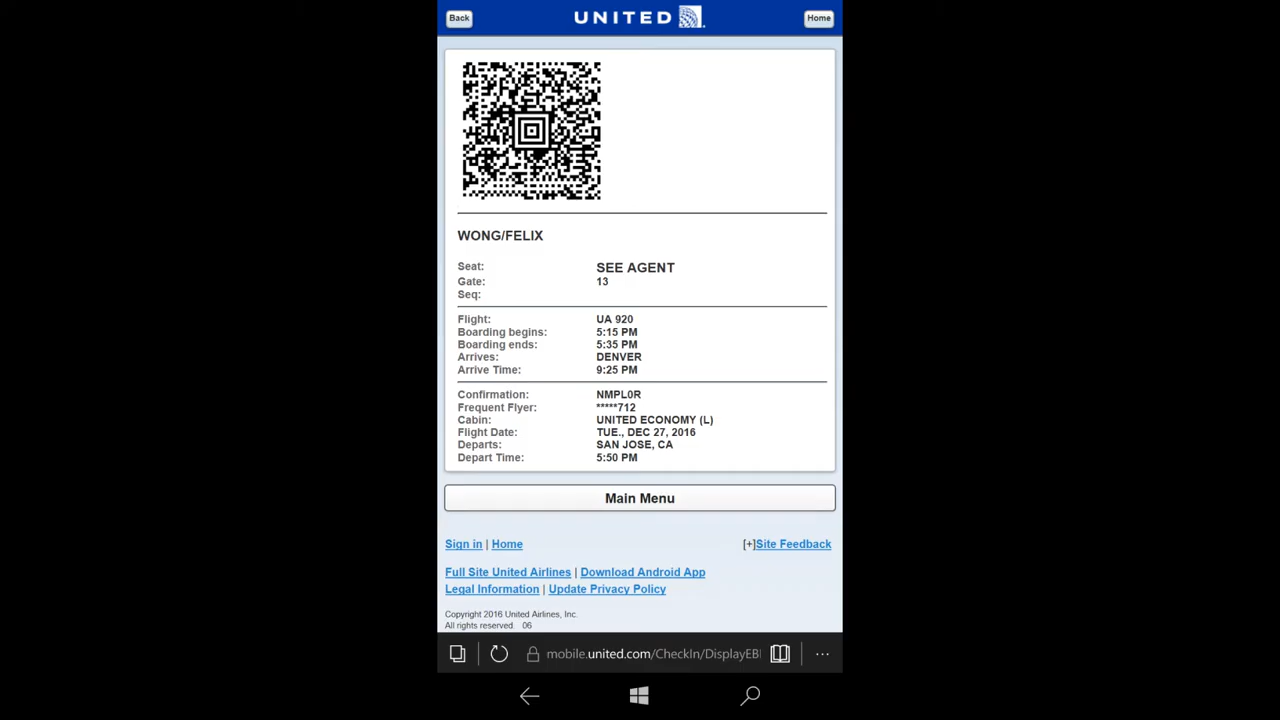 Back UNITED Home
WONG/FELIX
Seat: SEE AGENT
Gate: 13
Seq:
Flight: UA 920
Boarding begins: 5:15 PM
Boarding ends: 5:35 PM
Arrives: DENVER
Arrive Time: 9:25 PM
Confirmation: NMPL0R
Frequent Flyer: *****712
Cabin: UNITED ECONOMY (L)
Flight Date: TUE., DEC 27, 2016
Departs: SAN JOSE, CA
Depart Time: 5:50 PM
Main Menu
Sign in | Home [+]Site Feedback
Full Site United Airlines | Download Android App
Legal Information | Update Privacy Policy
Copyright 2016 United Airlines, Inc.
All rights reserved. 06
mobile.united.com/CheckIn/DisplayEB ...